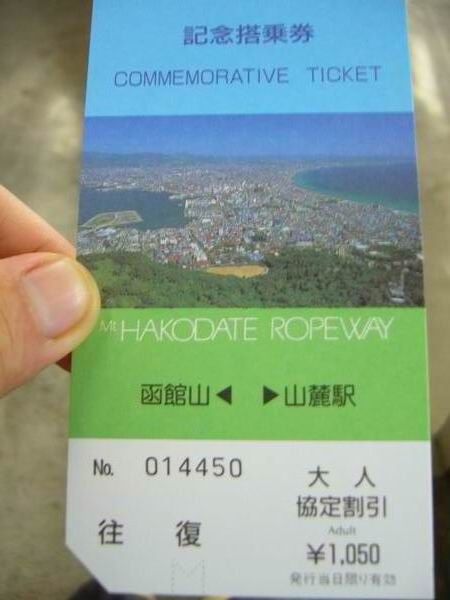 記念搭乗券
COMMEMORATIVE TICKET
Mt. HAKODATE ROPEWAY
函館山◀ ▶山麓駅
No. 014450
大人
協定割引
Adult
往復
¥1,050
発行当日限り有効